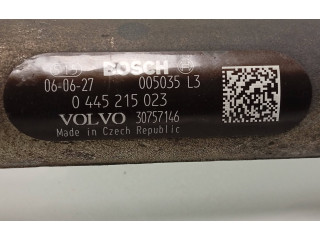 BOSCH
06-06-27 005035 L3
0 445 215 023
VOLVO 30757146
Made in Czech Republic